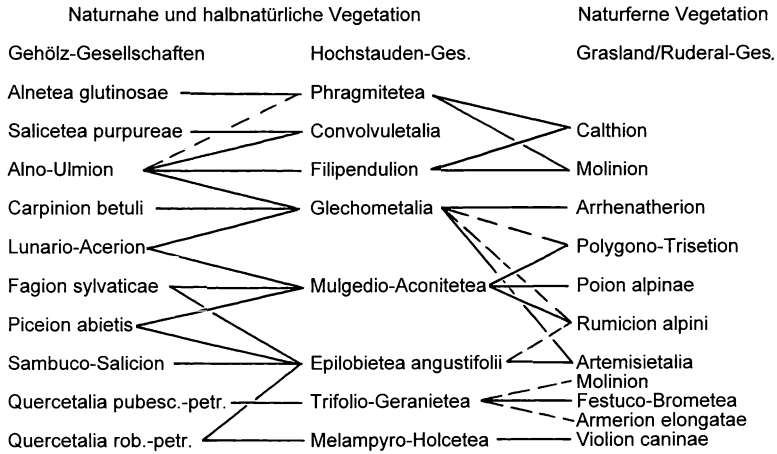 Naturnahe und halbnatürliche Vegetation Naturferne Vegetation
Gehölz-Gesellschaften Hochstauden-Ges. Grasland/Ruderal-Ges.
Alnetea glutinosae Phragmitetea
Salicetea purpureae Convolvuletalia Calthion
Alno-Ulmion Filipendulion Molinion
Carpinion betuli Glechometalia Arrhenatherion
Lunario-Acerion Polygono-Trisetion
Fagion sylvaticae Mulgedio-Aconitetea Poion alpinae
Piceion abietis Rumicion alpini
Sambuco-Salicion Epilobietea angustifolii Artemisietalia
Molinion
Quercetalia pubesc.-petr. Trifolio-Geranietea Festuco-Brometea
Armerion elongatae
Quercetalia rob.-petr. Melampyro-Holcetea Violion caninae